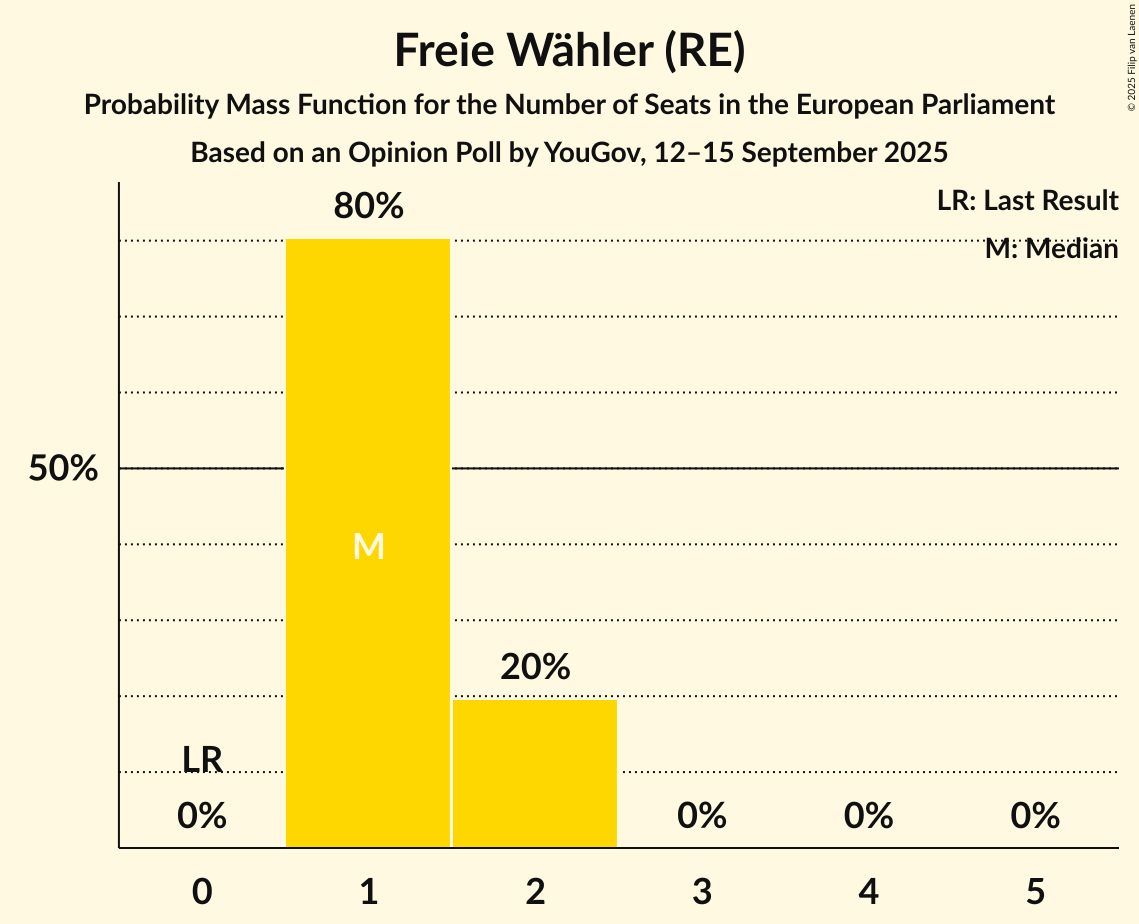 Freie Wähler (RE)
Probability Mass Function for the Number of Seats in the European Parliament
Based on an Opinion Poll by YouGov, 12–15 September 2025
© 2025 Filip van Laenen
LR: Last Result
M: Median
80%
50%
M
20%
LR
0%
0%
0%
0%
0
1
2
3
4
5